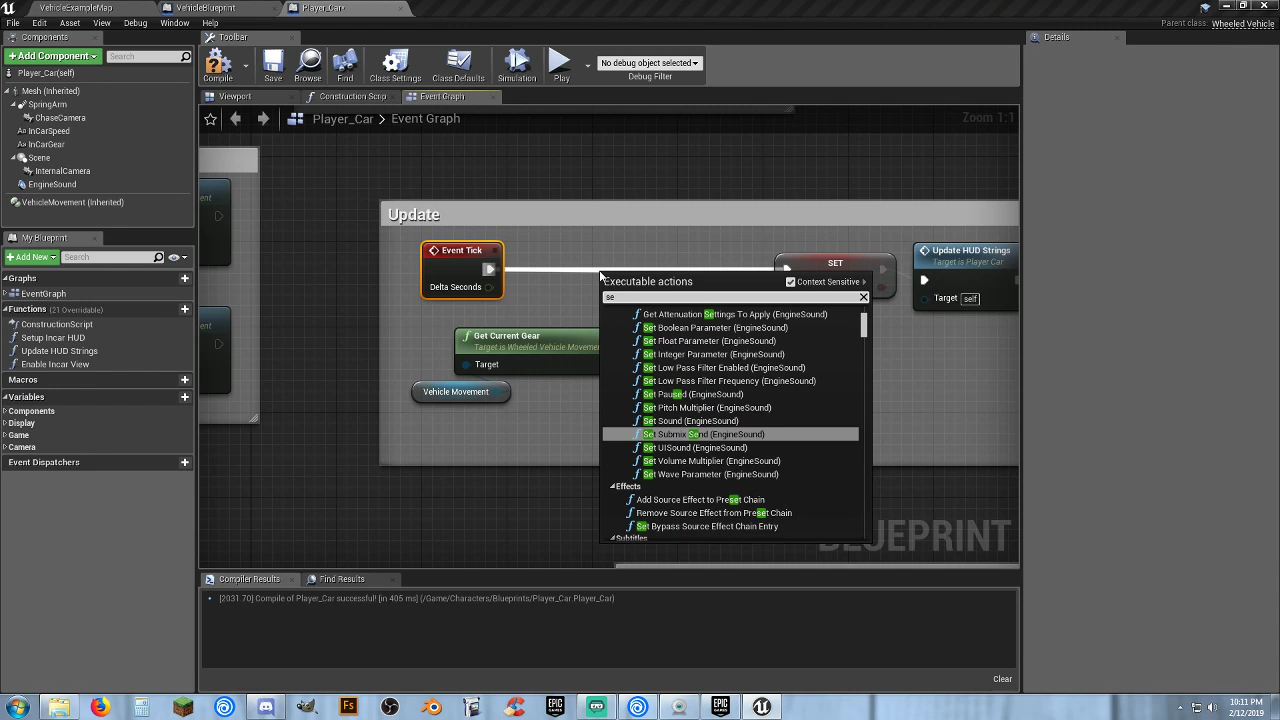 VehicleExampleMap
VehicleBlueprint
Player_Car*
File Edit Asset View Debug Window Help
Parent class: Wheeled Vehicle
Components
Toolbar
Details
+Add Component
Search
Compile
Save
Browse
Find
Class Settings
Class Defaults
Simulation
Play
No debug object selected
Debug Filter
Player_Car(self)
Mesh (Inherited)
SpringArm
ChaseCamera
InCarSpeed
InCarGear
Scene
InternalCamera
EngineSound
VehicleMovement (Inherited)
Viewport
Construction Scrip
Event Graph
Player_Car > Event Graph
Zoom 1:1
My Blueprint
+Add New
Search
Graphs
EventGraph
Functions (21 Overridable)
ConstructionScript
Setup Incar HUD
Update HUD Strings
Enable Incar View
Macros
Variables
Components
Display
Game
Camera
Event Dispatchers
Update
Event Tick
Delta Seconds
Get Current Gear
Target is Wheeled Vehicle Movemen
Target
Vehicle Movement
SET
Update HUD Strings
Target is Player Car
Target self
Executable actions
Context Sensitive
se
Get Attenuation Settings To Apply (EngineSound)
Set Boolean Parameter (EngineSound)
Set Float Parameter (EngineSound)
Set Integer Parameter (EngineSound)
Set Low Pass Filter Enabled (EngineSound)
Set Low Pass Filter Frequency (EngineSound)
Set Paused (EngineSound)
Set Pitch Multiplier (EngineSound)
Set Sound (EngineSound)
Set Submix Send (EngineSound)
Set UISound (EngineSound)
Set Volume Multiplier (EngineSound)
Set Wave Parameter (EngineSound)
Effects
Add Source Effect to Preset Chain
Remove Source Effect from Preset Chain
Set Bypass Source Effect Chain Entry
Subtitles
BLUEPRINT
Compiler Results
Find Results
[2031 70] Compile of Player_Car successful! [in 405 ms] (/Game/Characters/Blueprints/Player_Car.Player_Car)
Clear
Fs
EPIC GAMES
EPIC GAMES
10:11 PM
2/12/2019